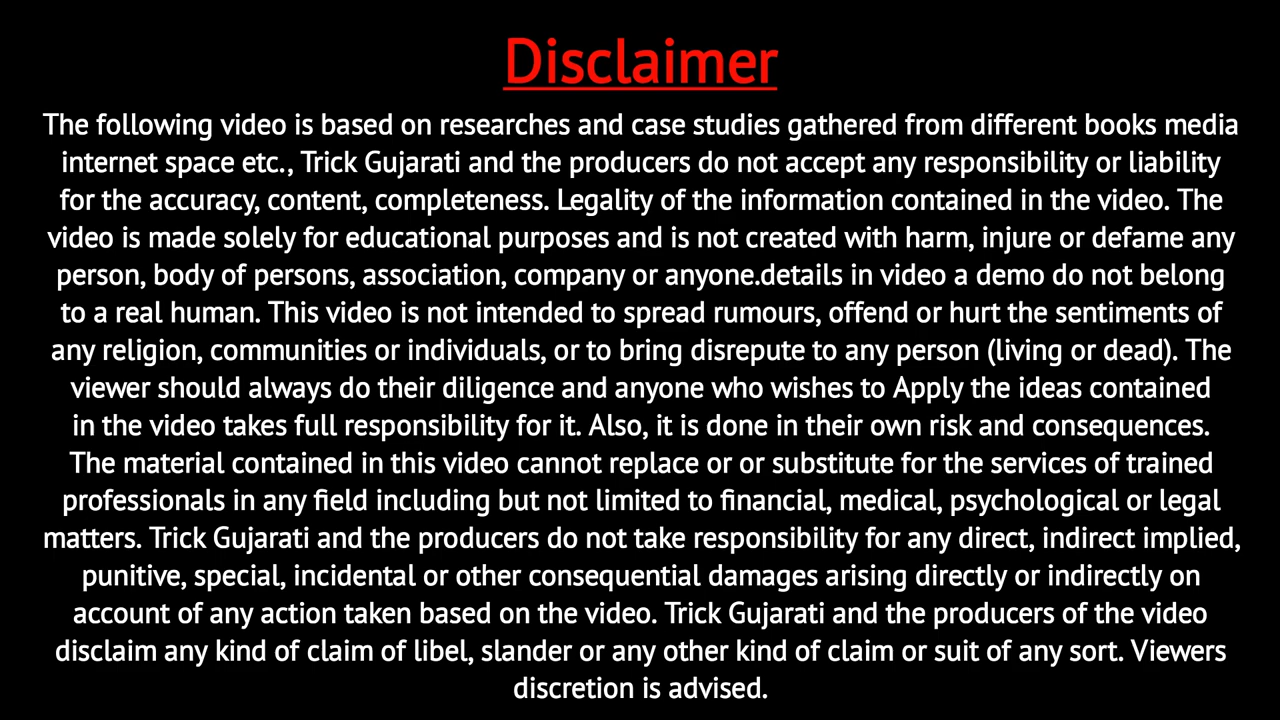 Disclaimer
The following video is based on researches and case studies gathered from different books media
internet space etc., Trick Gujarati and the producers do not accept any responsibility or liability
for the accuracy, content, completeness. Legality of the information contained in the video. The
video is made solely for educational purposes and is not created with harm, injure or defame any
person, body of persons, association, company or anyone.details in video a demo do not belong
to a real human. This video is not intended to spread rumours, offend or hurt the sentiments of
any religion, communities or individuals, or to bring disrepute to any person (living or dead). The
viewer should always do their diligence and anyone who wishes to Apply the ideas contained
in the video takes full responsibility for it. Also, it is done in their own risk and consequences.
The material contained in this video cannot replace or or substitute for the services of trained
professionals in any field including but not limited to financial, medical, psychological or legal
matters. Trick Gujarati and the producers do not take responsibility for any direct, indirect implied,
punitive, special, incidental or other consequential damages arising directly or indirectly on
account of any action taken based on the video. Trick Gujarati and the producers of the video
disclaim any kind of claim of libel, slander or any other kind of claim or suit of any sort. Viewers
discretion is advised.